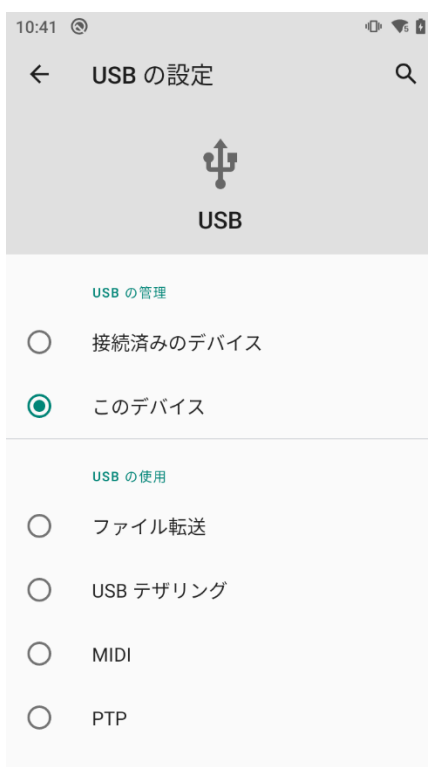 10:41
USB の設定
USB
USB の管理
接続済みのデバイス
このデバイス
USB の使用
ファイル転送
USB テザリング
MIDI
PTP